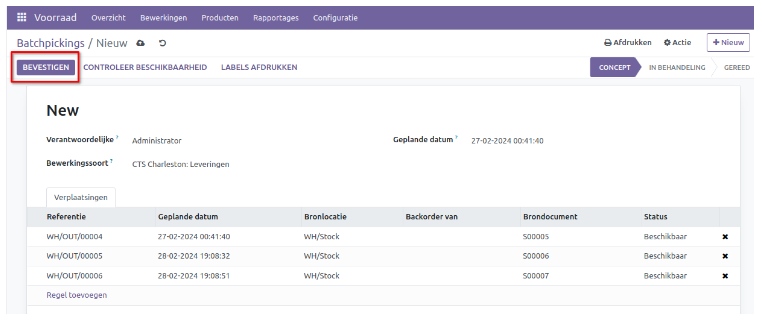 Voorraad Overzicht Bewerkingen Producten Rapportages Configuratie
Batchpickings / Nieuw Afdrukken Actie + Nieuw
BEVESTIGEN CONTROLEER BESCHIKBAARHEID LABELS AFDRUKKEN CONCEPT IN BEHANDELING GEREED
New
Verantwoordelijke ? Administrator Geplande datum ? 27-02-2024 00:41:40
Bewerkingssoort ? CTS Charleston: Leveringen
Verplaatsingen
Referentie Geplande datum Bronlocatie Backorder van Brondocument Status
WH/OUT/00004 27-02-2024 00:41:40 WH/Stock S00005 Beschikbaar
WH/OUT/00005 28-02-2024 19:08:32 WH/Stock S00006 Beschikbaar
WH/OUT/00006 28-02-2024 19:08:51 WH/Stock S00007 Beschikbaar
Regel toevoegen